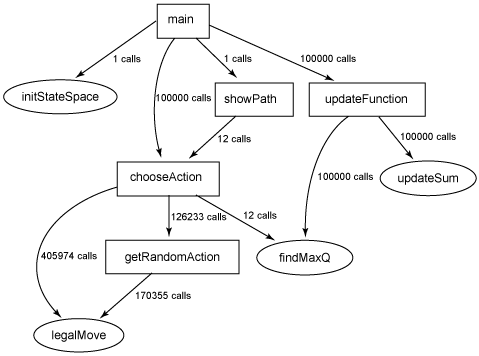 main
1 calls
100000 calls
1 calls
100000 calls
initStateSpace
showPath
updateFunction
12 calls
100000 calls
100000 calls
chooseAction
updateSum
405974 calls
126233 calls
12 calls
getRandomAction
findMaxQ
170355 calls
legalMove